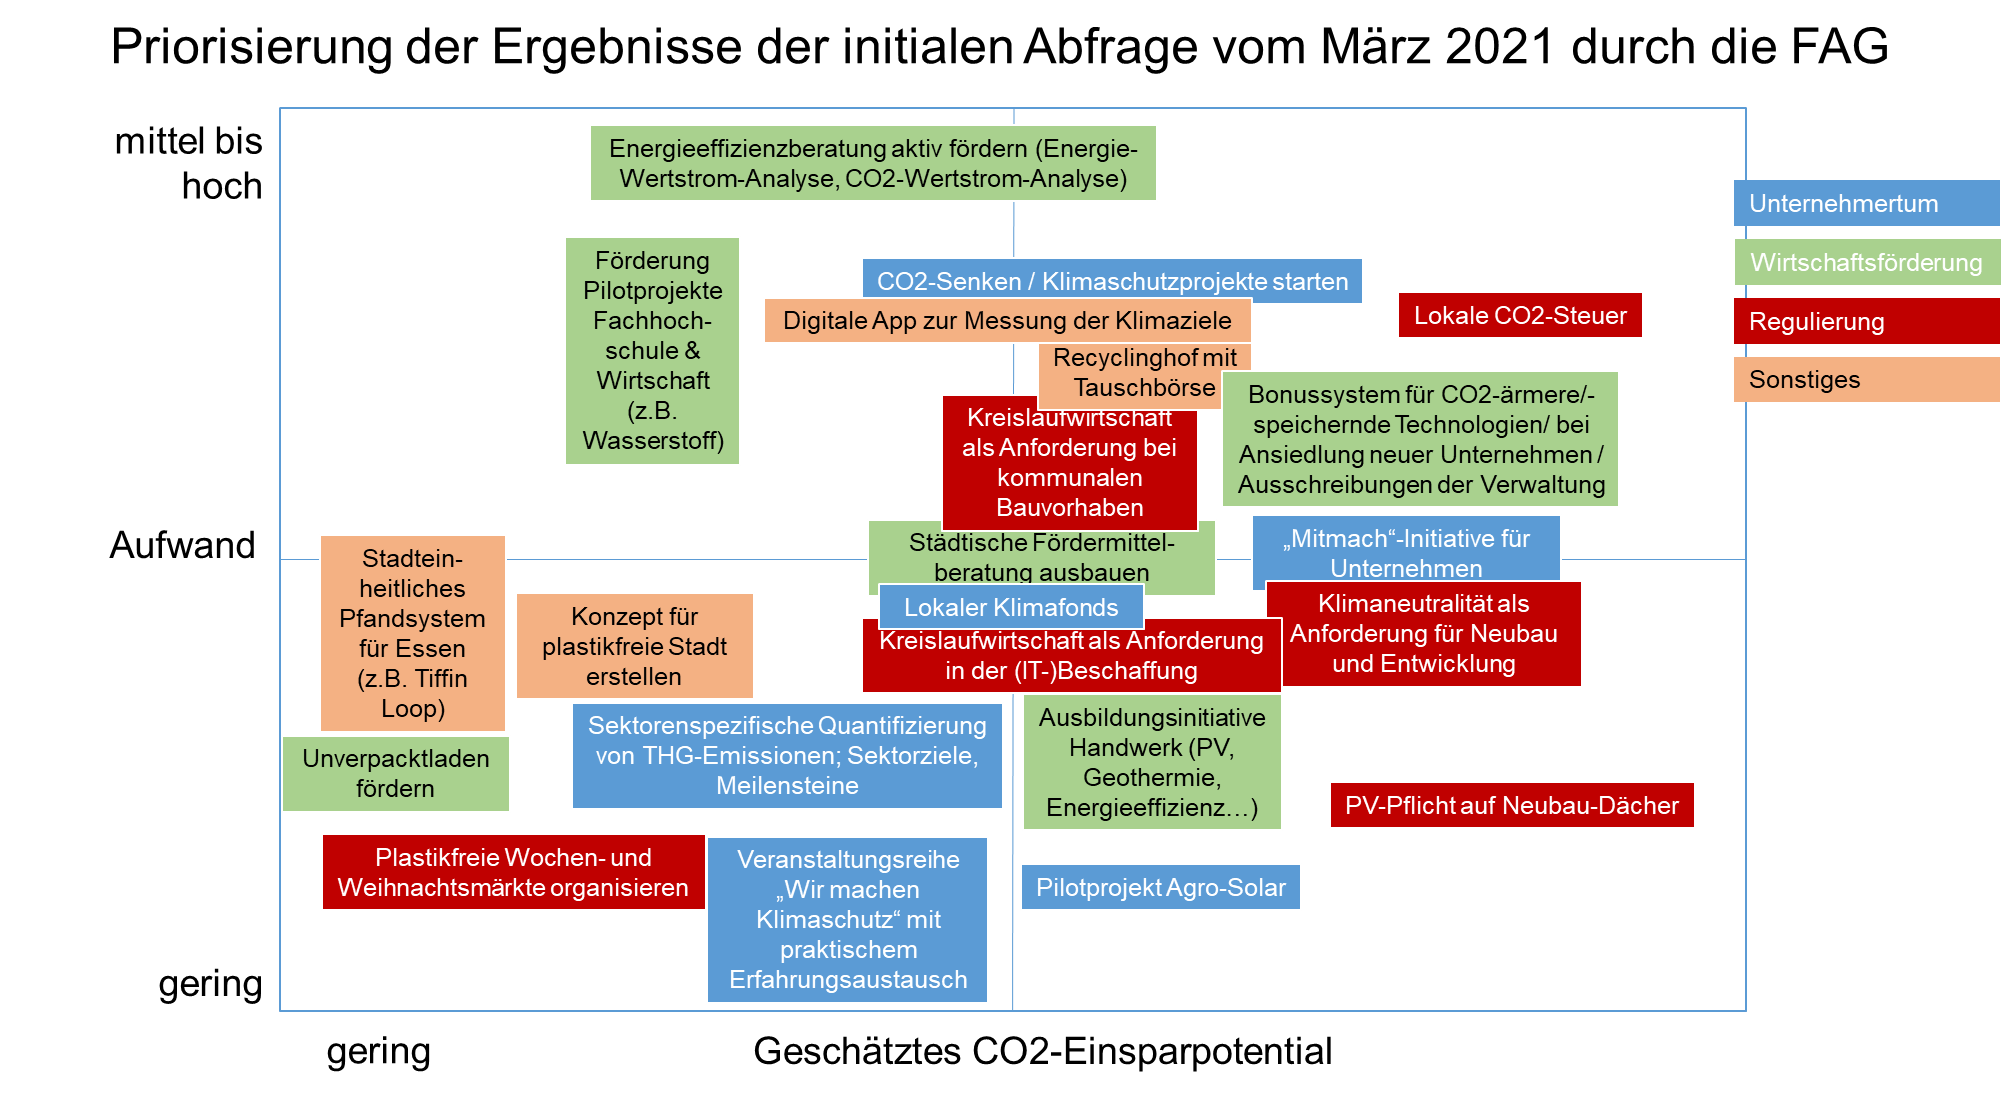 Priorisierung der Ergebnisse der initialen Abfrage vom März 2021 durch die FAG
mittel bis
hoch
Aufwand
gering
gering
Geschätztes CO2-Einsparpotential
Energieeffizienzberatung aktiv fördern (Energie-
Wertstrom-Analyse, CO2-Wertstrom-Analyse)
Förderung
Pilotprojekte
Fachhoch-
schule &
Wirtschaft
(z.B.
Wasserstoff)
CO2-Senken / Klimaschutzprojekte starten
Digitale App zur Messung der Klimaziele
Recyclinghof mit
Tauschbörse
Lokale CO2-Steuer
Kreislaufwirtschaft
als Anforderung bei
kommunalen
Bauvorhaben
Bonussystem für CO2-ärmere/-
speichernde Technologien/ bei
Ansiedlung neuer Unternehmen /
Ausschreibungen der Verwaltung
Städtische Fördermittel-
beratung ausbauen
„Mitmach“-Initiative für
Unternehmen
Lokaler Klimafonds
Kreislaufwirtschaft als Anforderung
in der (IT-)Beschaffung
Klimaneutralität als
Anforderung für Neubau
und Entwicklung
Stadtein-
heitliches
Pfandsystem
für Essen
(z.B. Tiffin
Loop)
Konzept für
plastikfreie Stadt
erstellen
Unverpacktladen
fördern
Sektorenspezifische Quantifizierung
von THG-Emissionen; Sektorziele,
Meilensteine
Ausbildungsinitiative
Handwerk (PV,
Geothermie,
Energieeffizienz…)
PV-Pflicht auf Neubau-Dächer
Plastikfreie Wochen- und
Weihnachtsmärkte organisieren
Veranstaltungsreihe
„Wir machen
Klimaschutz“ mit
praktischem
Erfahrungsaustausch
Pilotprojekt Agro-Solar
Unternehmertum
Wirtschaftsförderung
Regulierung
Sonstiges